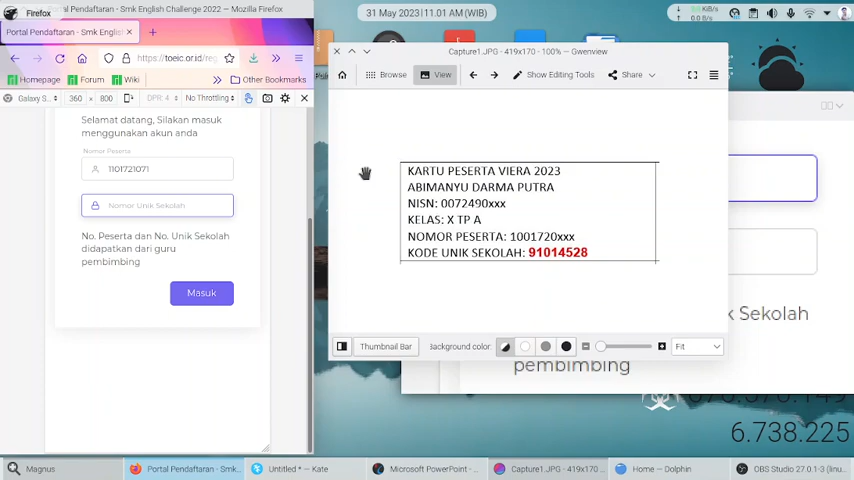 Firefox
Portal Pendaftaran - Smk English Challenge 2022 — Mozilla Firefox
31 May 2023|11.01 AM (WIB)
Portal Pendaftaran - Smk Englis
https://toeic.or.id/reg
Homepage
Forum
Wiki
Other Bookmarks
Galaxy S...
360 × 800
DPR: 4
No Throttling
Selamat datang, Silakan masuk
menggunakan akun anda
Nomor Peserta
1101721071
Nomor Unik Sekolah
No. Peserta dan No. Unik Sekolah
didapatkan dari guru
pembimbing
Masuk
Capture1.JPG - 419x170 - 100% — Gwenview
Browse
View
Show Editing Tools
Share
KARTU PESERTA VIERA 2023
ABIMANYU DARMA PUTRA
NISN: 0072490xxx
KELAS: X TP A
NOMOR PESERTA: 1001720xxx
KODE UNIK SEKOLAH: 91014528
Thumbnail Bar
Background color:
Fit
k Sekolah
pembimbing
6.738.225
Magnus
Portal Pendaftaran - Smk...
Untitled * — Kate
Microsoft PowerPoint - ...
Capture1.JPG - 419x170 ...
Home — Dolphin
OBS Studio 27.0.1-3 (linu...